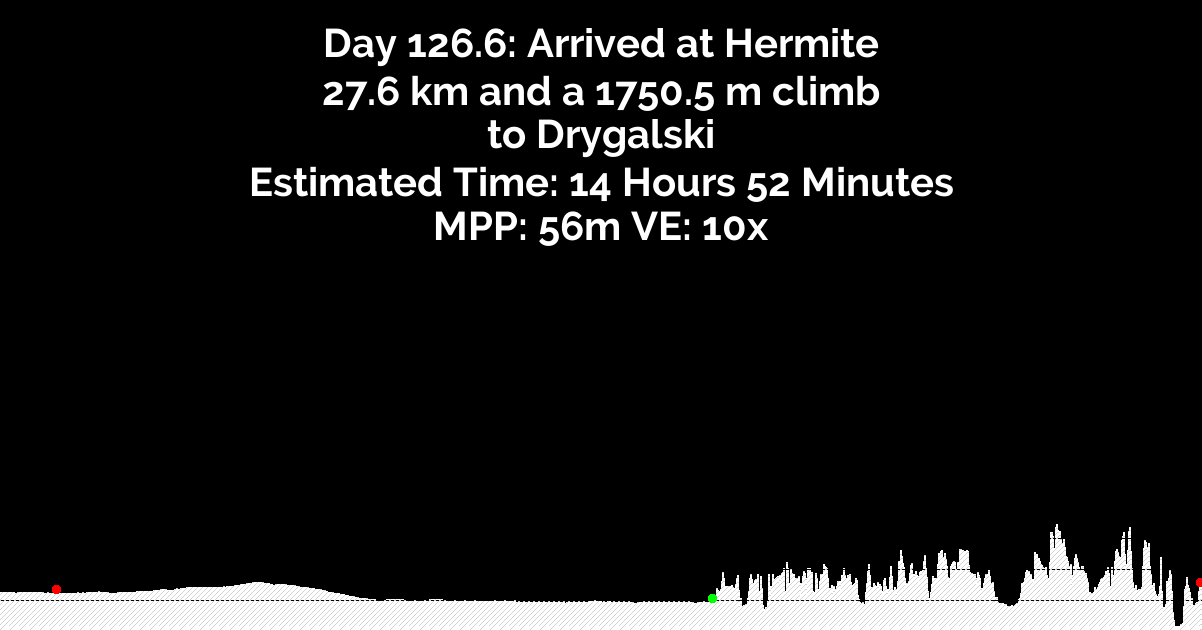 Day 126.6: Arrived at Hermite
27.6 km and a 1750.5 m climb
to Drygalski
Estimated Time: 14 Hours 52 Minutes
MPP: 56m VE: 10x